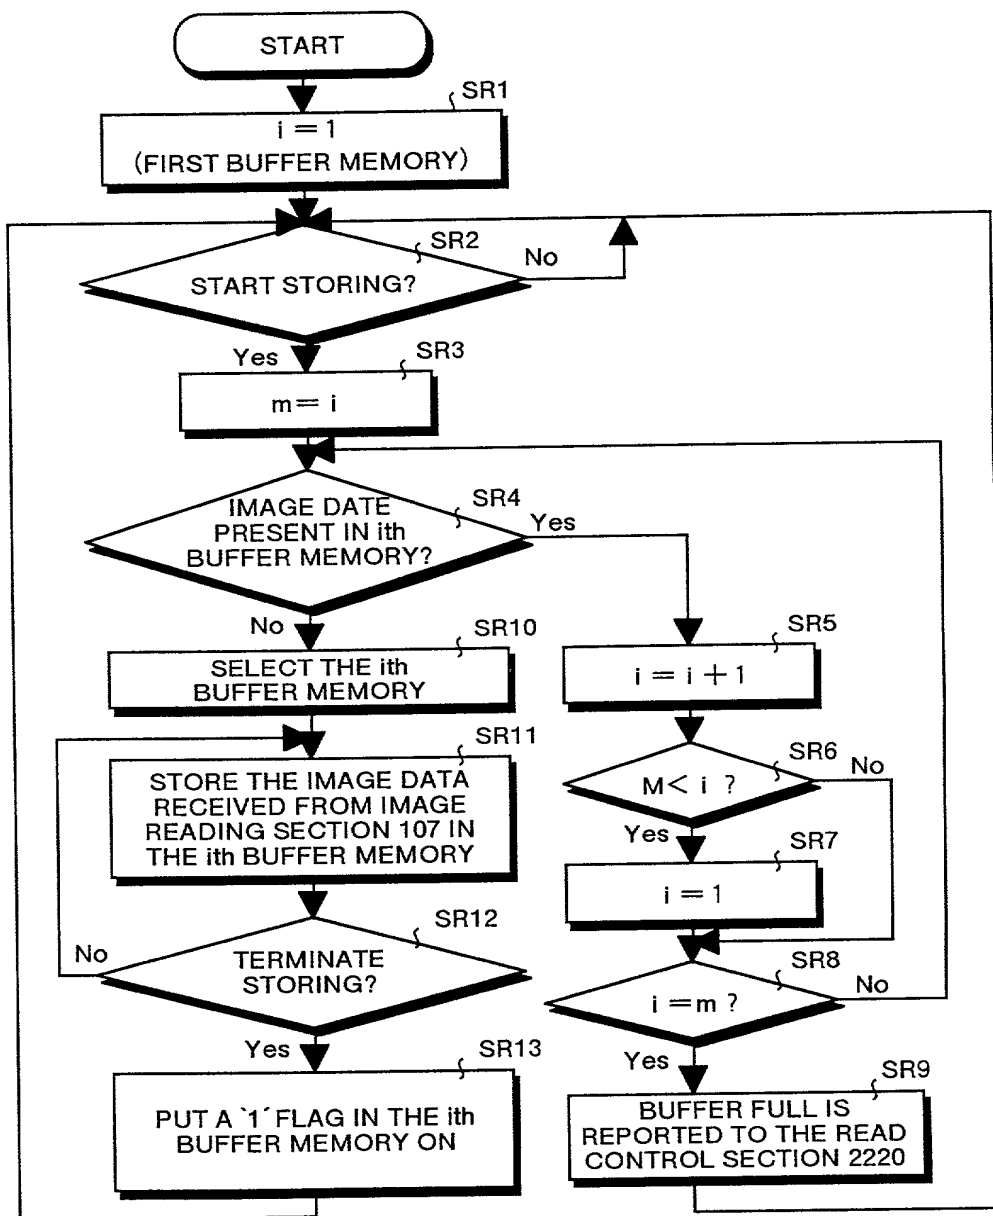 START
SR1
i = 1
(FIRST BUFFER MEMORY)
SR2
START STORING?
No
Yes
SR3
m = i
IMAGE DATE
PRESENT IN ith
BUFFER MEMORY?
SR4
Yes
No
SR10
SELECT THE ith
BUFFER MEMORY
SR5
i = i + 1
SR11
STORE THE IMAGE DATA
RECEIVED FROM IMAGE
READING SECTION 107 IN
THE ith BUFFER MEMORY
SR6
M< i ?
No
Yes
SR7
i = 1
SR12
TERMINATE
STORING?
No
Yes
SR8
i =m ?
No
Yes
SR13
PUT A `1´ FLAG IN THE ith
BUFFER MEMORY ON
SR9
BUFFER FULL IS
REPORTED TO THE READ
CONTROL SECTION 2220